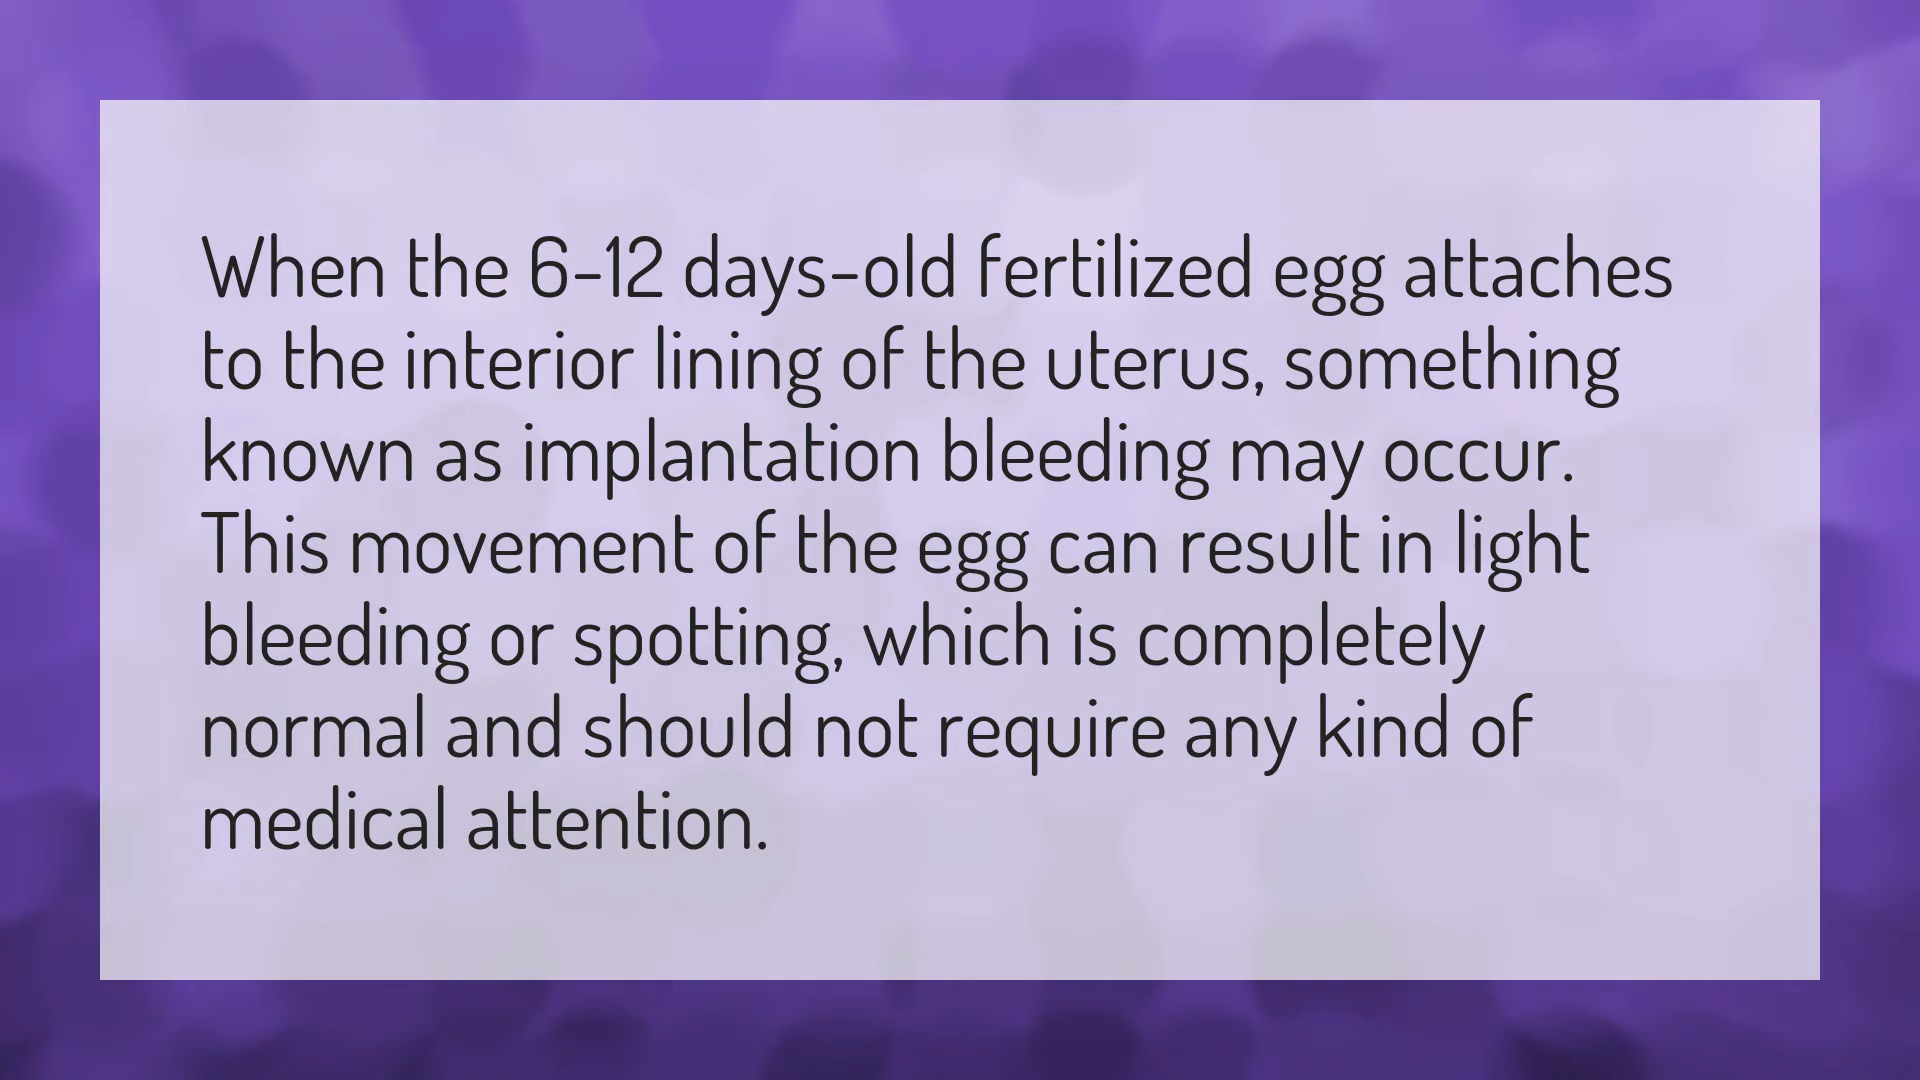 When the 6-12 days-old fertilized egg attaches
to the interior lining of the uterus, something
known as implantation bleeding may occur.
This movement of the egg can result in light
bleeding or spotting, which is completely
normal and should not require any kind of
medical attention.